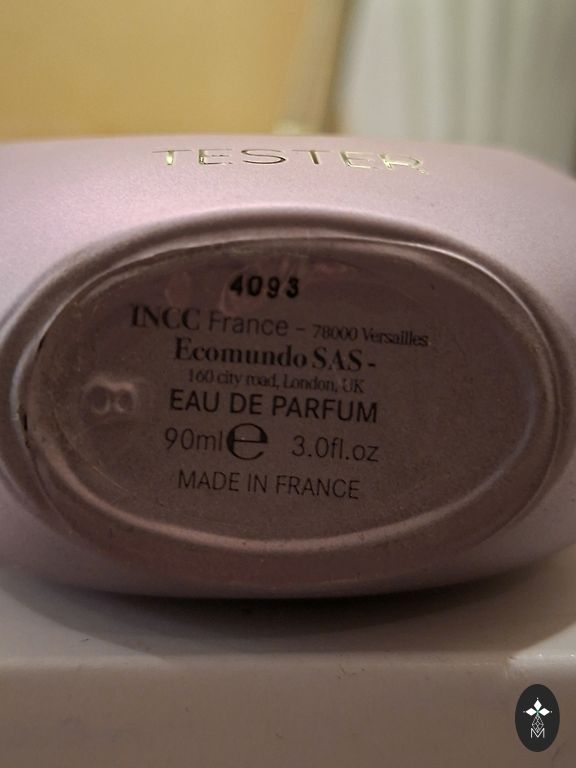 TESTER
4093
INCC France - 78000 Versailles
Ecomundo SAS -
160 city road, London, UK
EAU DE PARFUM
90ml ℮ 3.0fl.oz
MADE IN FRANCE
M